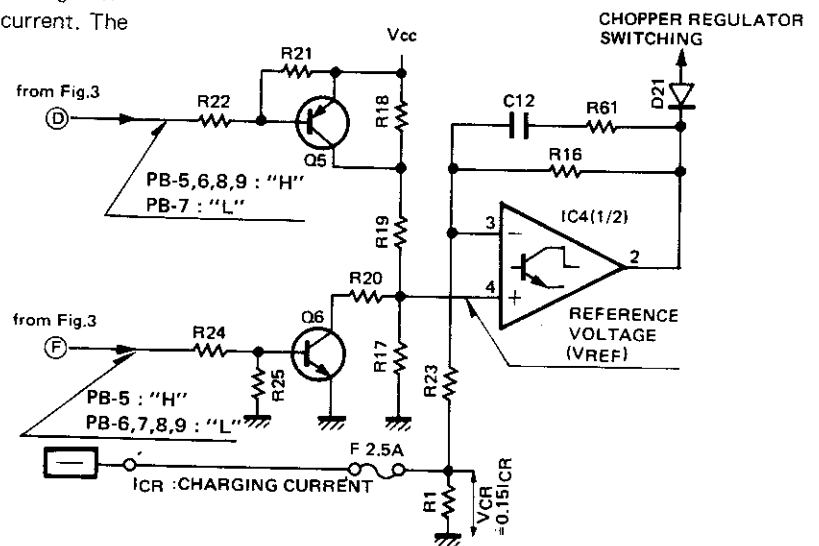 current. The
CHOPPER REGULATOR
SWITCHING
Vcc
R21
from Fig.3
D
R22
R18
C12
R61
D21
Q5
R16
PB-5,6,8,9 : "H"
PB-7 : "L"
R19
IC4(1/2)
3
−
2
R20
4
+
REFERENCE
VOLTAGE
(VREF)
from Fig.3
F
R24
Q6
R25
R17
R23
PB-5 : "H"
PB-6,7,8,9 : "L"
F 2.5A
−
ICR :CHARGING CURRENT
R1
VCR
=0.15ICR